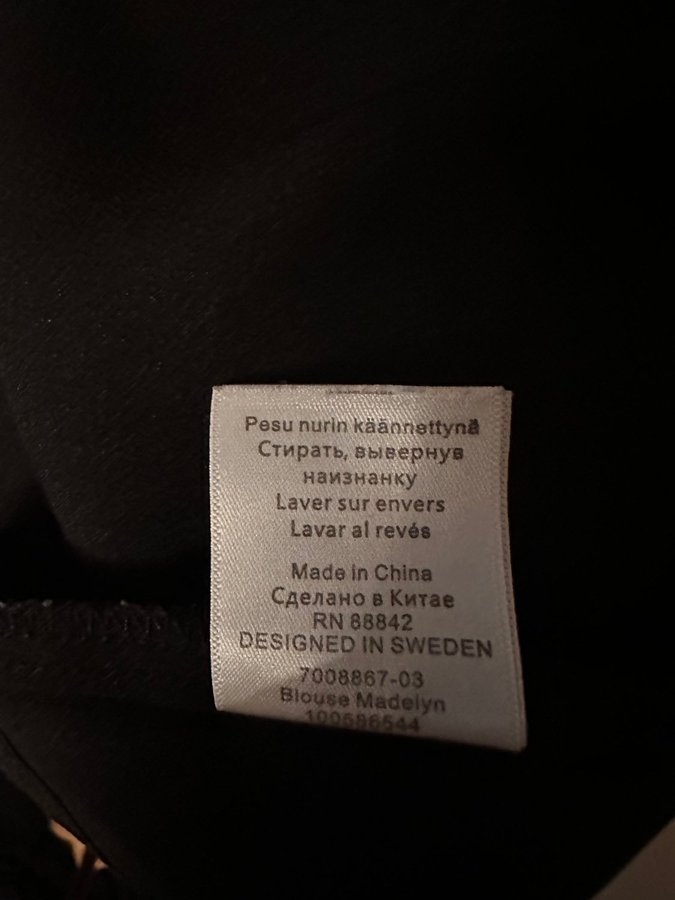 Pesu nurin käännettynä
Стирать, вывернув
наизнанку
Laver sur envers
Lavar al revés
Made in China
Сделано в Китае
RN 88842
DESIGNED IN SWEDEN
7008867-03
Blouse Madelyn
100586544